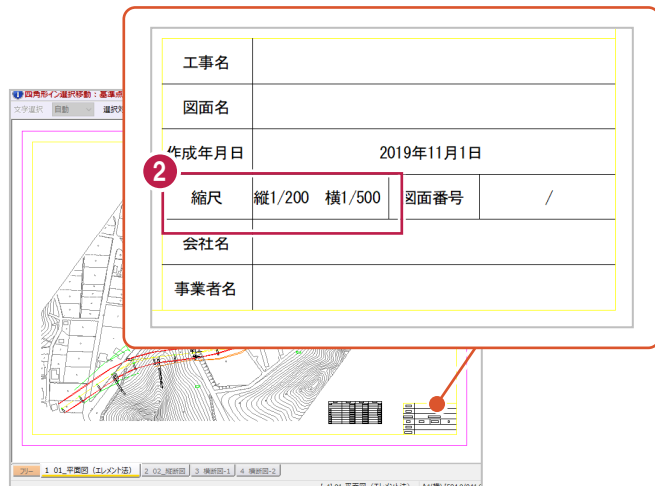 工事名
図面名
作成年月日 2019年11月1日
2
縮尺 縦1/200 横1/500 図面番号 /
会社名
事業者名
四角形イン選択移動：基準点
文字選択 自動 選択対
フリー 1 01_平面図（エレメント法） 2 02_縦断図 3 横断図-1 4 横断図-2